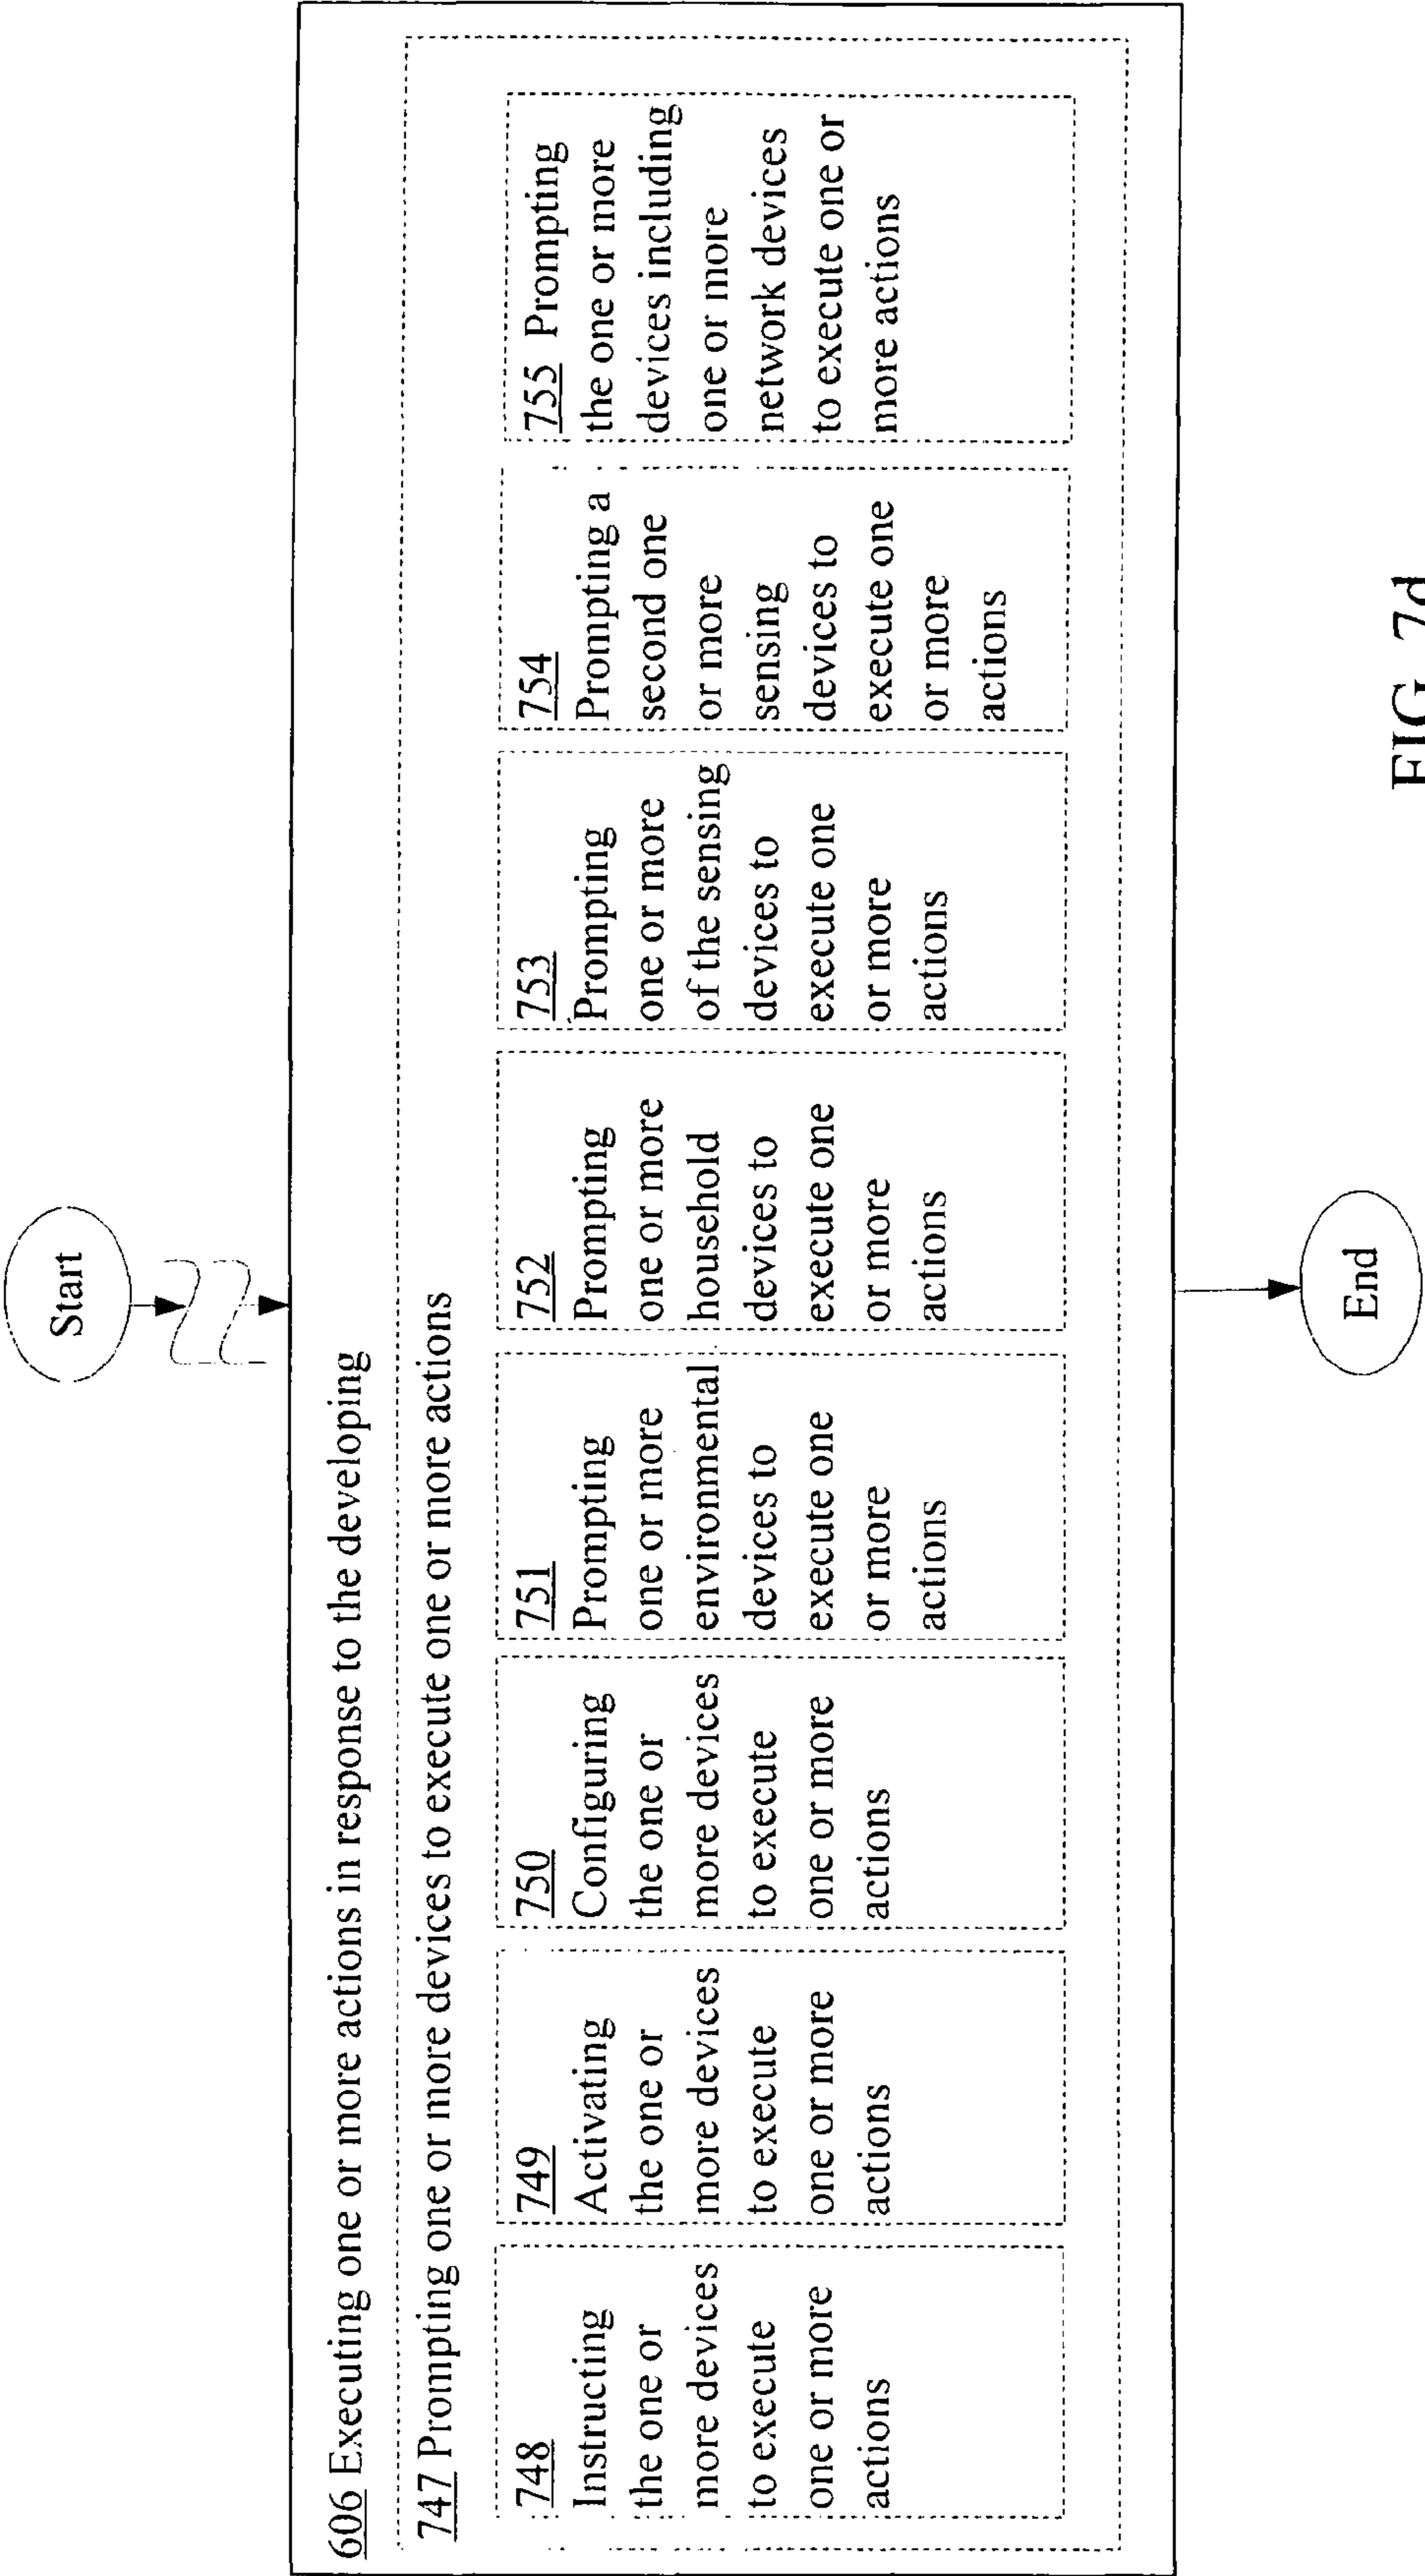 Start
606 Executing one or more actions in response to the developing
747 Prompting one or more devices to execute one or more actions
748
Instructing
the one or
more devices
to execute
one or more
actions
749
Activating
the one or
more devices
to execute
one or more
actions
750
Configuring
the one or
more devices
to execute
one or more
actions
751
Prompting
one or more
environmental
devices to
execute one
or more
actions
752
Prompting
one or more
household
devices to
execute one
or more
actions
753
Prompting
one or more
of the sensing
devices to
execute one
or more
actions
754
Prompting a
second one
or more
sensing
devices to
execute one
or more
actions
755 Prompting
the one or more
devices including
one or more
network devices
to execute one or
more actions
End
FIG. 7d